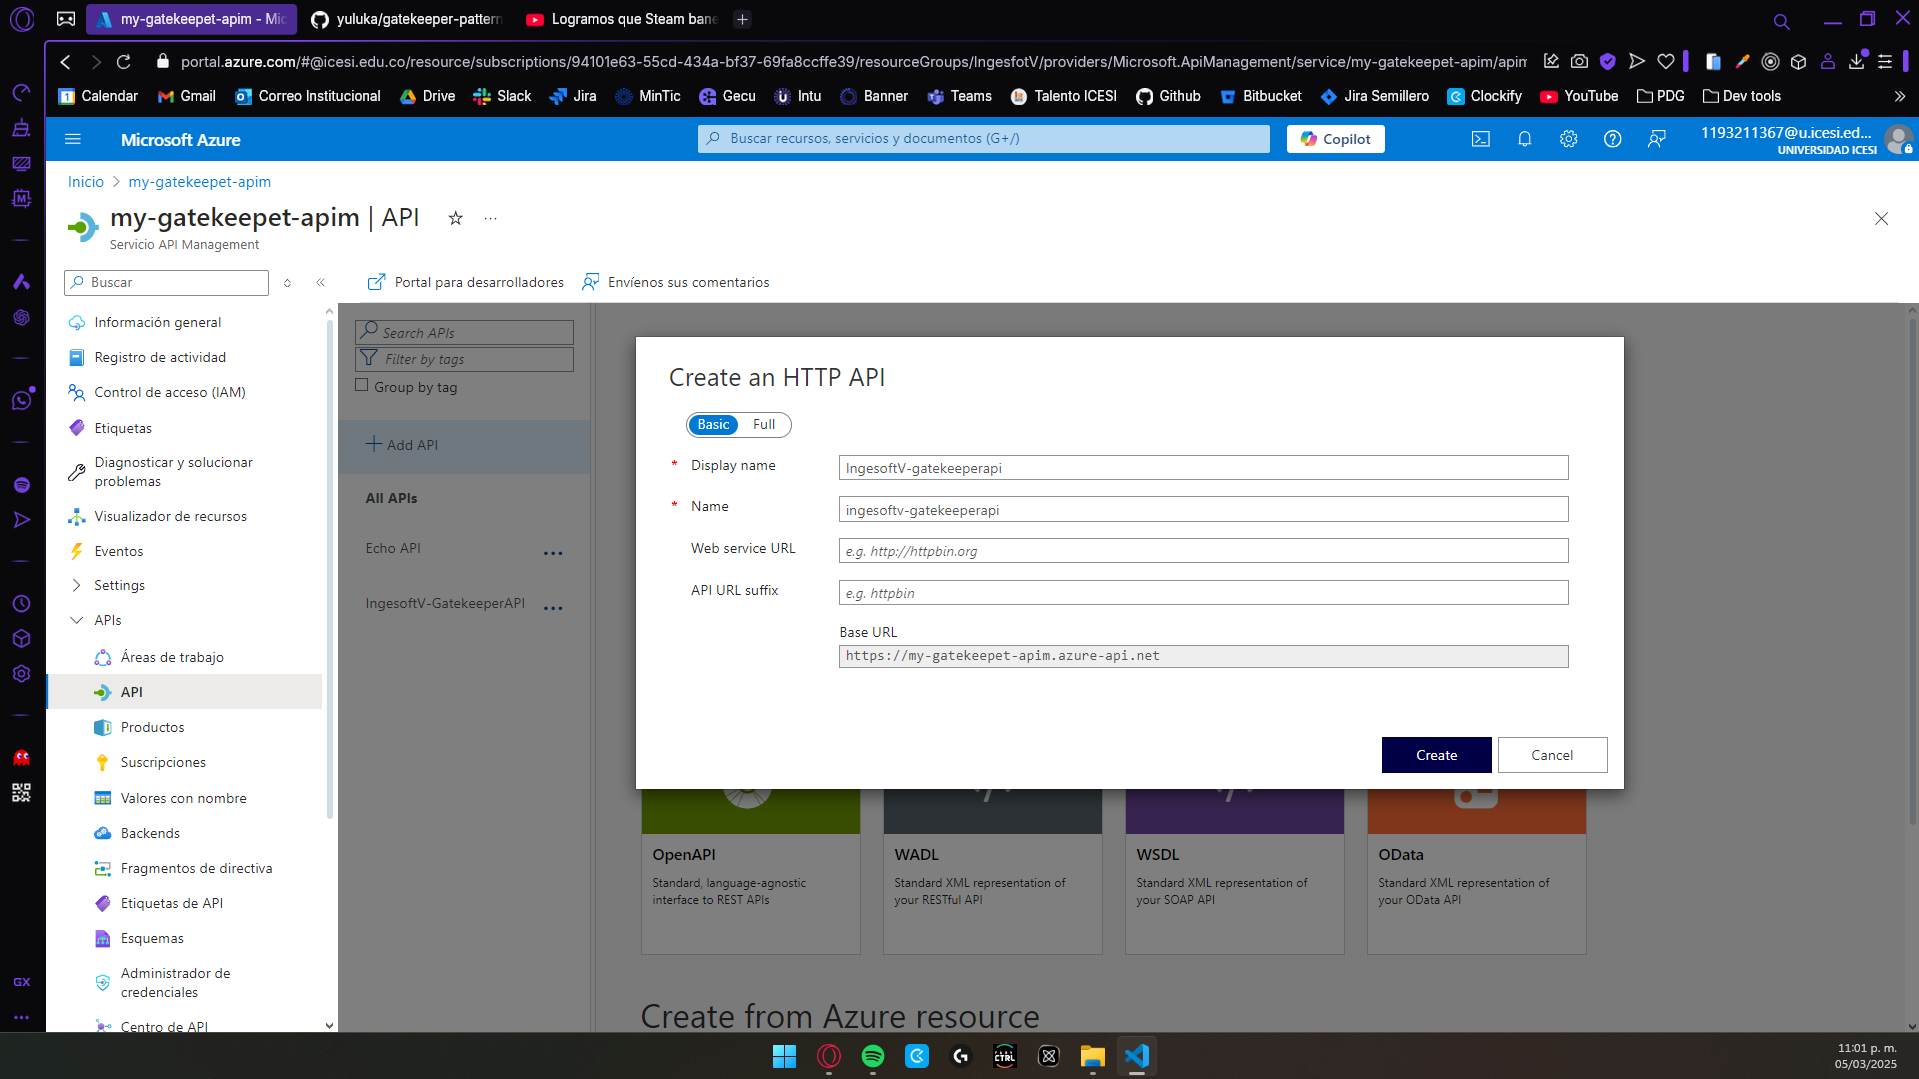 my-gatekeepet-apim - Mic
yuluka/gatekeeper-pattern
Logramos que Steam bane
portal.azure.com/#@icesi.edu.co/resource/subscriptions/94101e63-55cd-434a-bf37-69fa8ccffe39/resourceGroups/IngesfotV/providers/Microsoft.ApiManagement/service/my-gatekeepet-apim/apim
Calendar
Gmail
Correo Institucional
Drive
Slack
Jira
MinTic
Gecu
Intu
Banner
Teams
Talento ICESI
Github
Bitbucket
Jira Semillero
Clockify
YouTube
PDG
Dev tools
Microsoft Azure
Buscar recursos, servicios y documentos (G+/)
Copilot
1193211367@u.icesi.ed...
UNIVERSIDAD ICESI
Inicio > my-gatekeepet-apim
my-gatekeepet-apim | API
Servicio API Management
Buscar
Portal para desarrolladores
Envíenos sus comentarios
Información general
Registro de actividad
Control de acceso (IAM)
Etiquetas
Diagnosticar y solucionar
problemas
Visualizador de recursos
Eventos
Settings
APIs
Áreas de trabajo
API
Productos
Suscripciones
Valores con nombre
Backends
Fragmentos de directiva
Etiquetas de API
Esquemas
Administrador de
credenciales
Centro de API
Search APIs
Filter by tags
Group by tag
+ Add API
All APIs
Echo API
IngesoftV-GatekeeperAPI
Create an HTTP API
Basic
Full
* Display name
IngesoftV-gatekeeperapi
* Name
ingesoftv-gatekeeperapi
Web service URL
e.g. http://httpbin.org
API URL suffix
e.g. httpbin
Base URL
https://my-gatekeepet-apim.azure-api.net
Create
Cancel
OpenAPI
Standard, language-agnostic
interface to REST APIs
WADL
Standard XML representation of
your RESTful API
WSDL
Standard XML representation of
your SOAP API
OData
Standard XML representation of
your OData API
Create from Azure resource
GX
CTRL
11:01 p. m.
05/03/2025